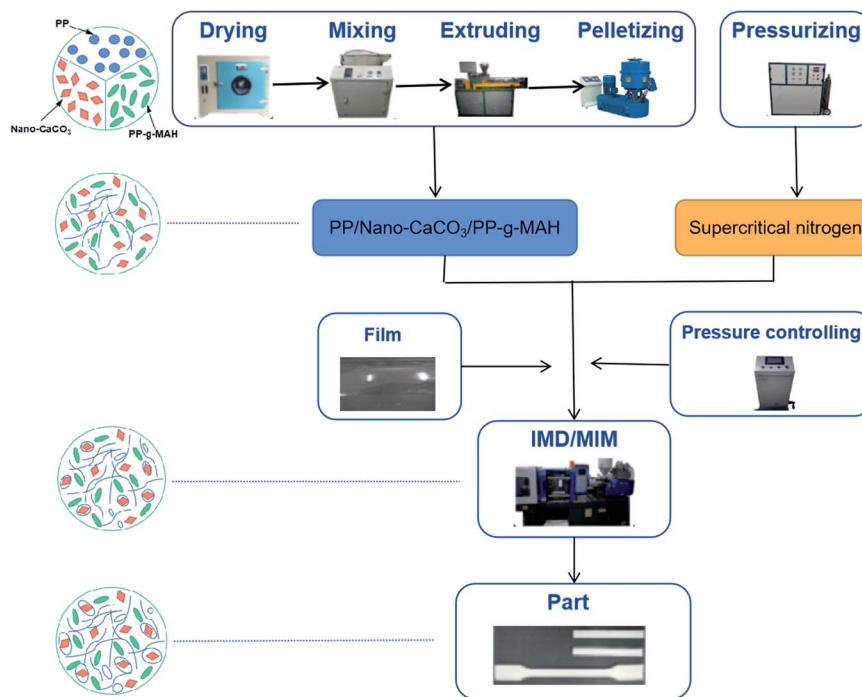 PP
Nano-CaCO₃
PP-g-MAH
Drying
Mixing
Extruding
Pelletizing
Pressurizing
PP/Nano-CaCO₃/PP-g-MAH
Supercritical nitrogen
Film
Pressure controlling
IMD/MIM
Part